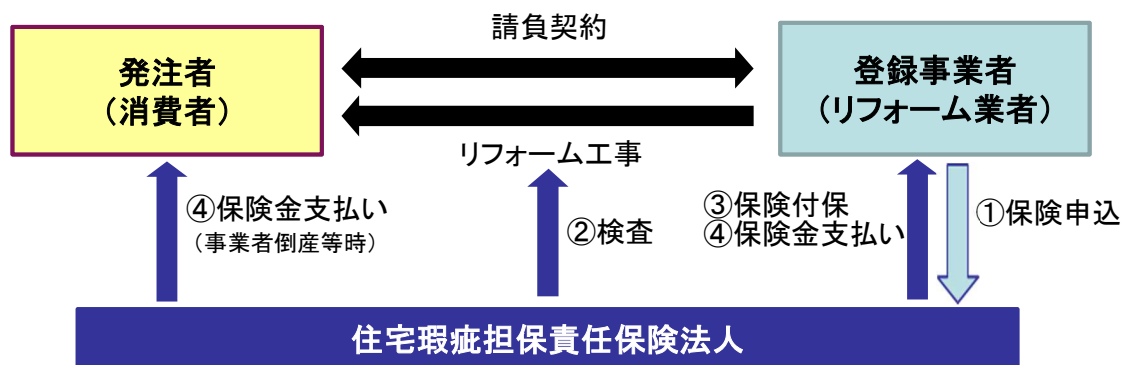 請負契約
発注者
（消費者）
登録事業者
（リフォーム業者）
リフォーム工事
④保険金支払い
（事業者倒産等時）
②検査
③保険付保
④保険金支払い
①保険申込
住宅瑕疵担保責任保険法人